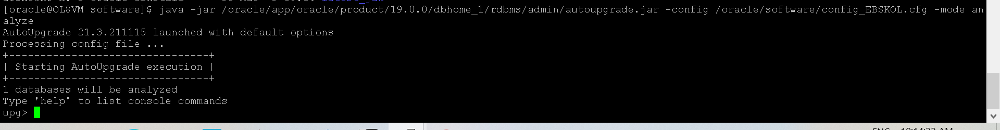 [oracle@OL8VM software]$ java -jar /oracle/app/oracle/product/19.0.0/dbhome_1/rdbms/admin/autoupgrade.jar -config /oracle/software/config_EBSKOL.cfg -mode an
alyze
AutoUpgrade 21.3.211115 launched with default options
Processing config file ...
+--------------------------------+
| Starting AutoUpgrade execution |
+--------------------------------+
1 databases will be analyzed
Type 'help' to list console commands
upg>